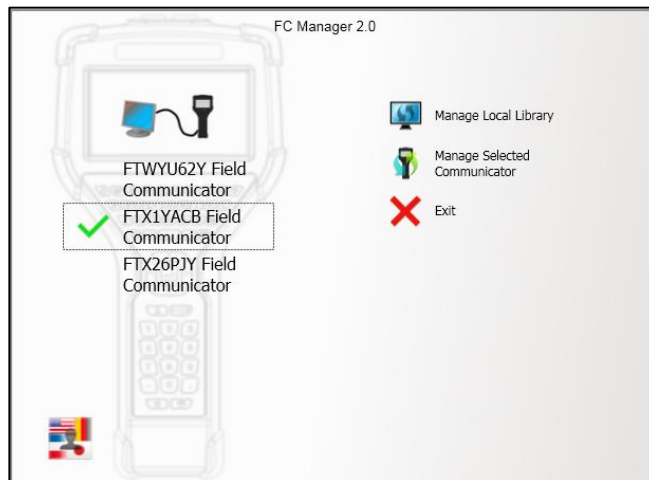 FC Manager 2.0
FTWYU62Y Field
Communicator
FTX1YACB Field
Communicator
FTX26PJY Field
Communicator
Manage Local Library
Manage Selected
Communicator
Exit